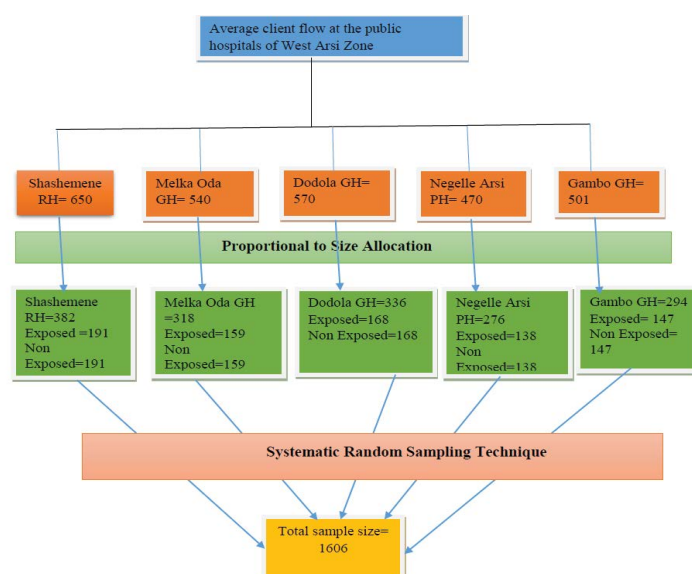 Average client flow at the public
hospitals of West Arsi Zone
Shashemene
RH= 650
Melka Oda
GH= 540
Dodola GH=
570
Negelle Arsi
PH= 470
Gambo GH=
501
Proportional to Size Allocation
Shashemene
RH=382
Exposed =191
Non
Exposed=191
Melka Oda GH
=318
Exposed=159
Non
Exposed=159
Dodola GH=336
Exposed=168
Non Exposed=168
Negelle Arsi
PH=276
Exposed=138
Non
Exposed=138
Gambo GH=294
Exposed= 147
Non Exposed=
147
Systematic Random Sampling Technique
Total sample size=
1606